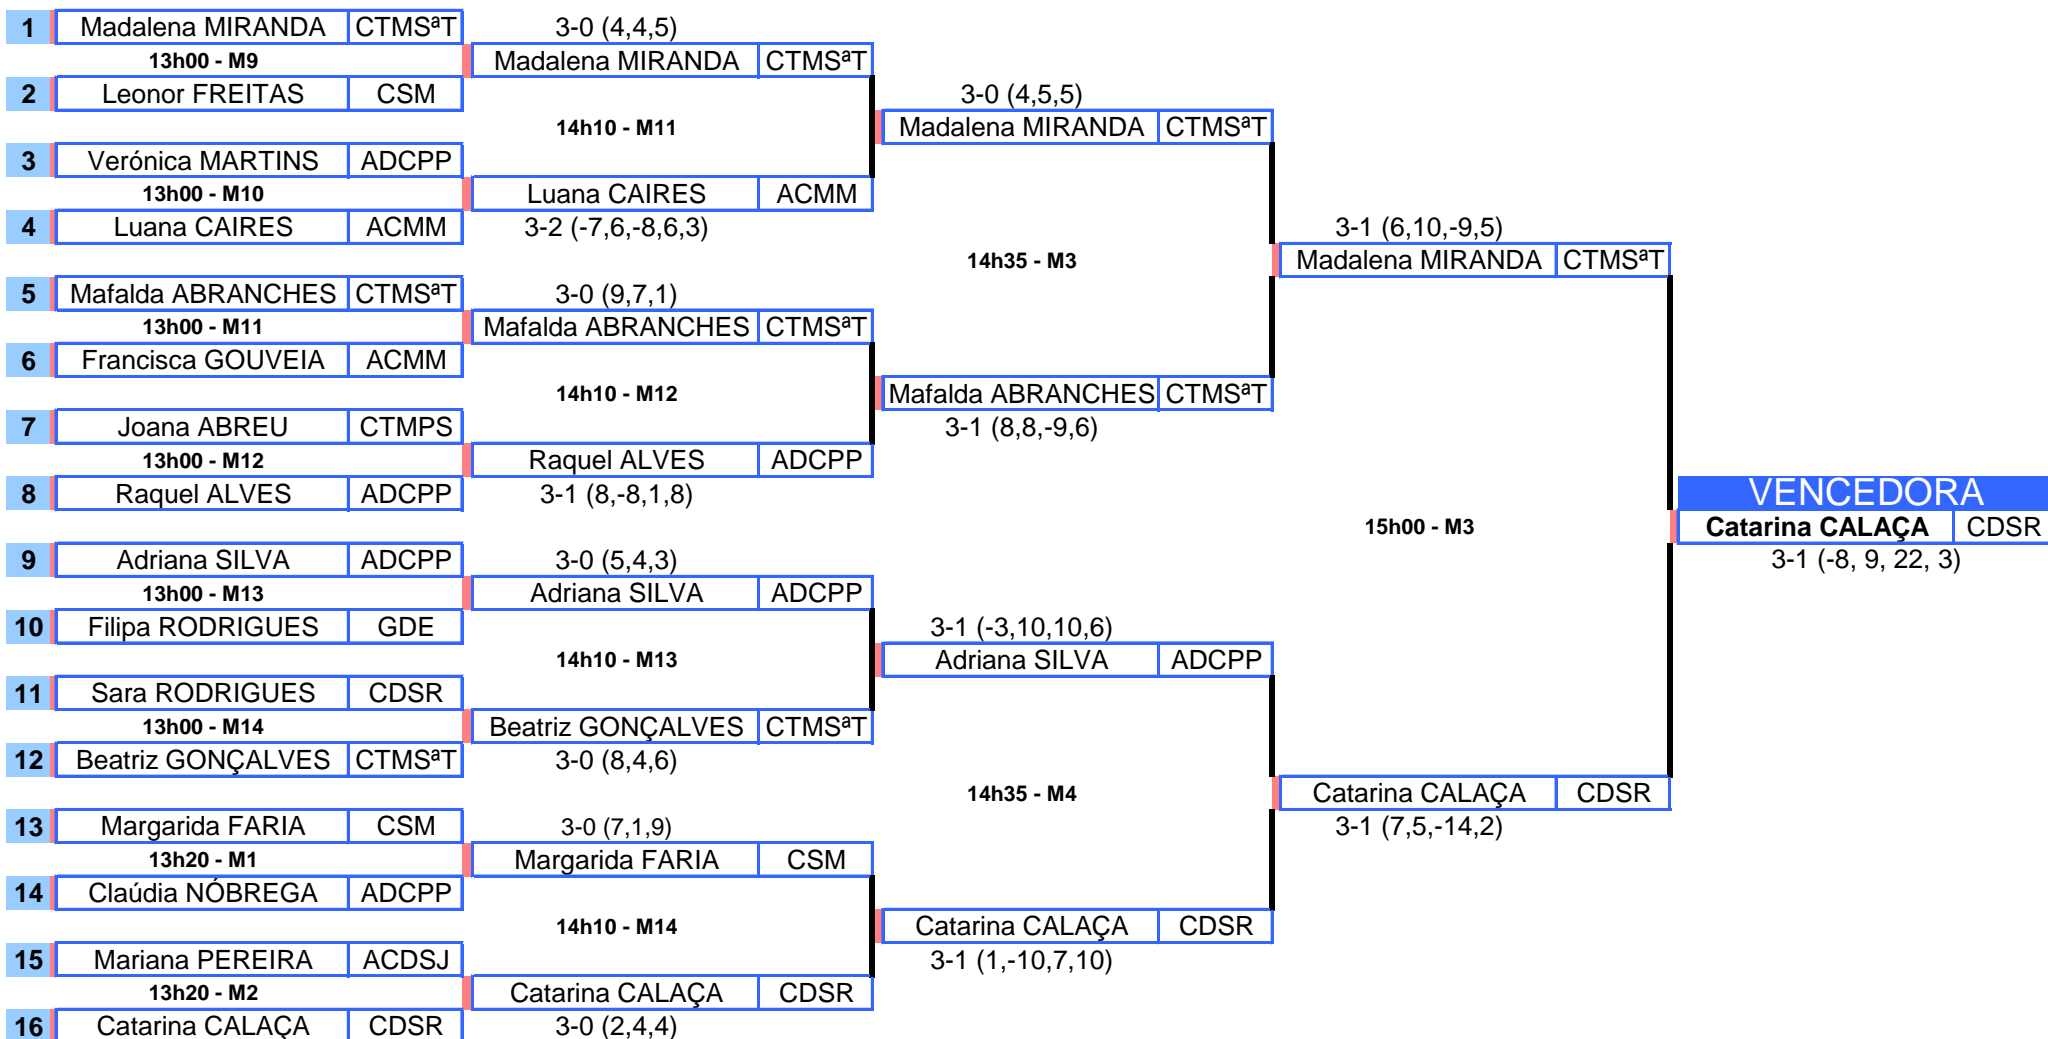 1 Madalena MIRANDA CTMSªT 3-0 (4,4,5)
13h00 - M9 Madalena MIRANDA CTMSªT
2 Leonor FREITAS CSM 3-0 (4,5,5)
14h10 - M11 Madalena MIRANDA CTMSªT
3 Verónica MARTINS ADCPP
13h00 - M10 Luana CAIRES ACMM
4 Luana CAIRES ACMM 3-2 (-7,6,-8,6,3) 3-1 (6,10,-9,5)
14h35 - M3 Madalena MIRANDA CTMSªT
5 Mafalda ABRANCHES CTMSªT 3-0 (9,7,1)
13h00 - M11 Mafalda ABRANCHES CTMSªT
6 Francisca GOUVEIA ACMM
14h10 - M12 Mafalda ABRANCHES CTMSªT
7 Joana ABREU CTMPS 3-1 (8,8,-9,6)
13h00 - M12 Raquel ALVES ADCPP
8 Raquel ALVES ADCPP 3-1 (8,-8,1,8) VENCEDORA
15h00 - M3 Catarina CALAÇA CDSR
9 Adriana SILVA ADCPP 3-0 (5,4,3) 3-1 (-8, 9, 22, 3)
13h00 - M13 Adriana SILVA ADCPP
10 Filipa RODRIGUES GDE 3-1 (-3,10,10,6)
14h10 - M13 Adriana SILVA ADCPP
11 Sara RODRIGUES CDSR
13h00 - M14 Beatriz GONÇALVES CTMSªT
12 Beatriz GONÇALVES CTMSªT 3-0 (8,4,6)
14h35 - M4 Catarina CALAÇA CDSR
13 Margarida FARIA CSM 3-0 (7,1,9) 3-1 (7,5,-14,2)
13h20 - M1 Margarida FARIA CSM
14 Claúdia NÓBREGA ADCPP
14h10 - M14 Catarina CALAÇA CDSR
15 Mariana PEREIRA ACDSJ 3-1 (1,-10,7,10)
13h20 - M2 Catarina CALAÇA CDSR
16 Catarina CALAÇA CDSR 3-0 (2,4,4)